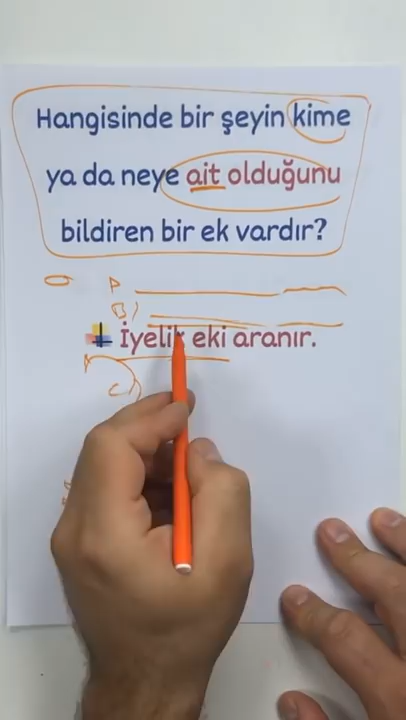 Hangisinde bir şeyin kime
ya da neye ait olduğunu
bildiren bir ek vardır?
A
B)
İyelik eki aranır.
C)